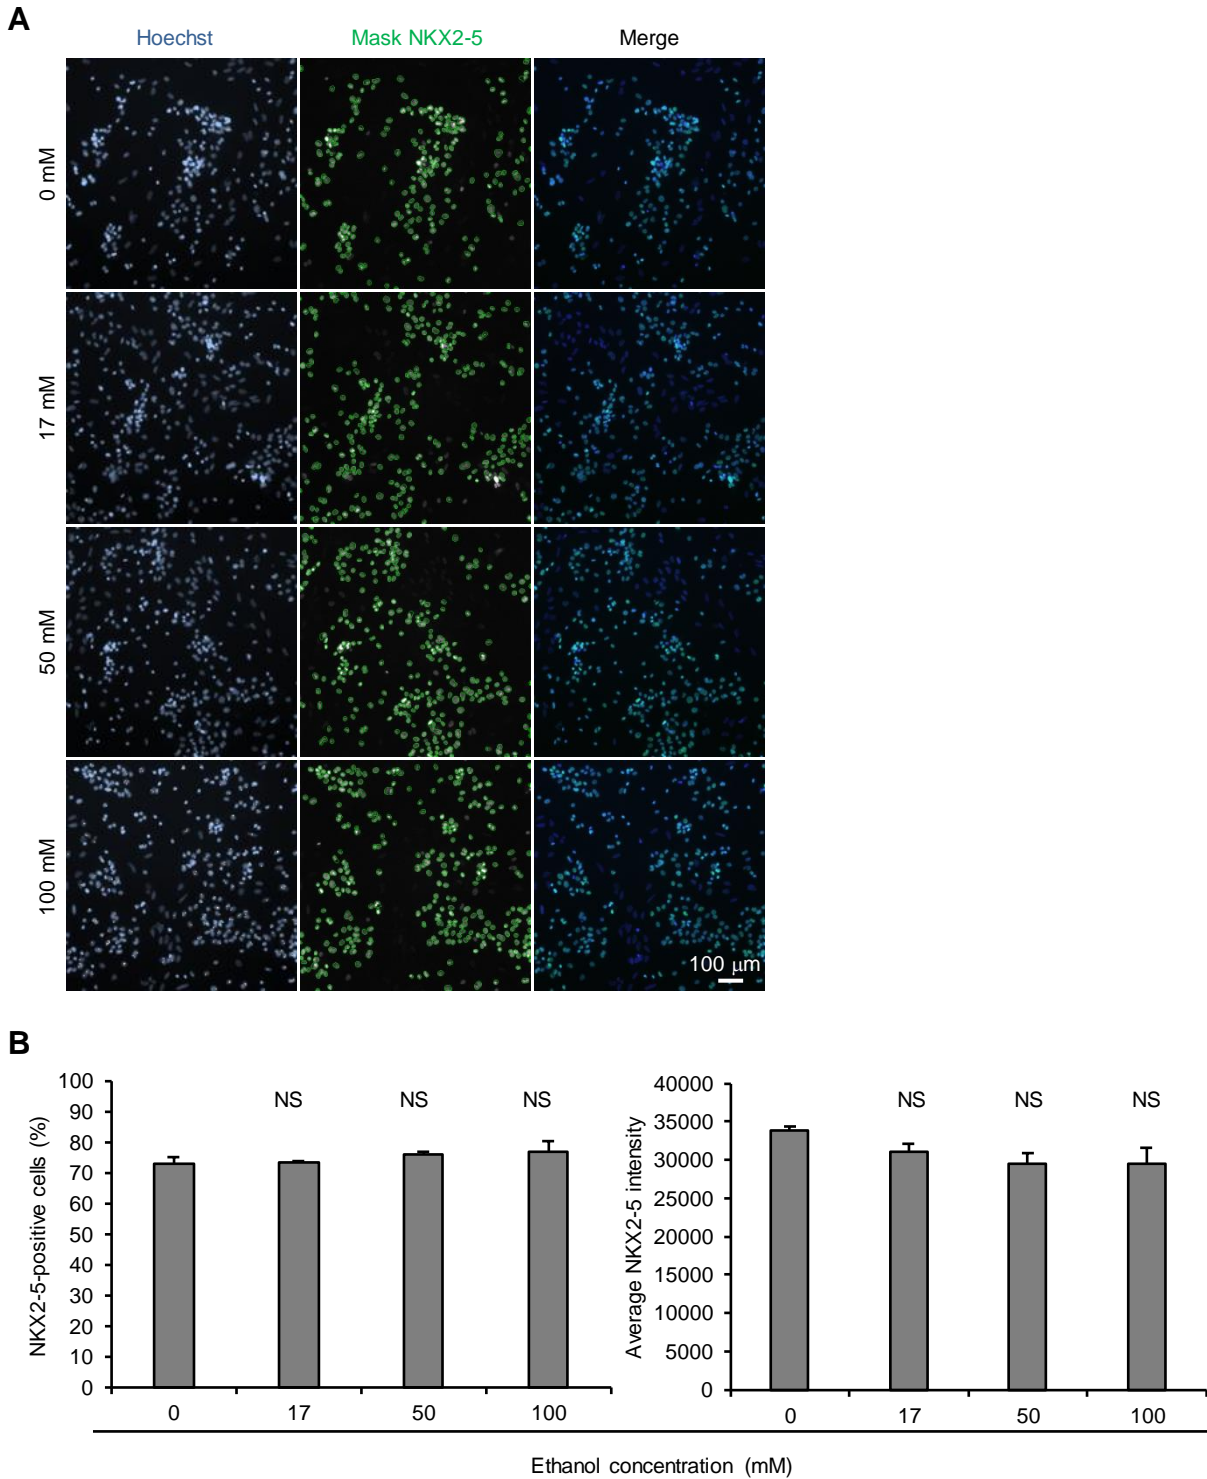 A
Hoechst
Mask NKX2-5
Merge
0 mM
17 mM
50 mM
100 mM
100 μm
B
NKX2-5-positive cells (%)
100
90
80
70
60
50
40
30
20
10
0
NS
NS
NS
0
17
50
100
Average NKX2-5 intensity
40000
35000
30000
25000
20000
15000
10000
5000
0
NS
NS
NS
0
17
50
100
Ethanol concentration (mM)